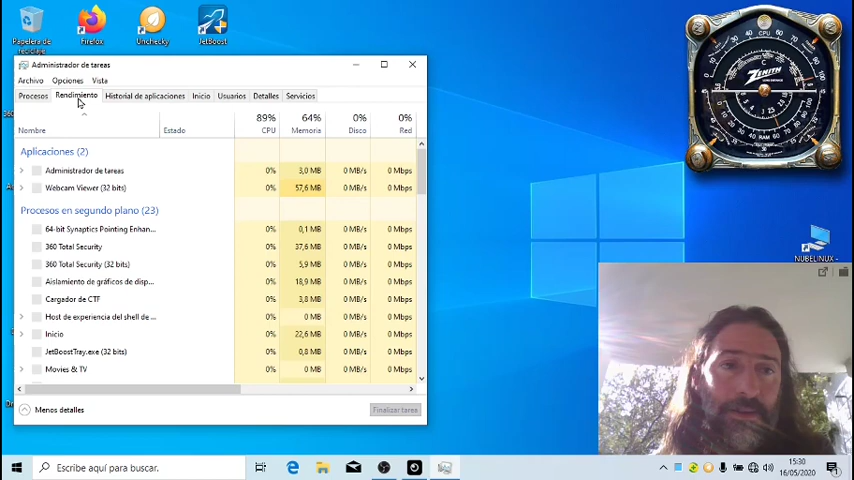 Papelera de
reciclaje
Firefox
Unchecky
JetBoost
Administrador de tareas
Archivo Opciones Vista
Procesos Rendimiento Historial de aplicaciones Inicio Usuarios Detalles Servicios
89% 64% 0% 0%
Nombre Estado CPU Memoria Disco Red
Aplicaciones (2)
Administrador de tareas 0% 3,0 MB 0 MB/s 0 Mbps
Webcam Viewer (32 bits) 0% 57,6 MB 0 MB/s 0 Mbps
Procesos en segundo plano (23)
64-bit Synaptics Pointing Enhan... 0% 0,1 MB 0 MB/s 0 Mbps
360 Total Security 0% 37,6 MB 0 MB/s 0 Mbps
360 Total Security (32 bits) 0% 5,9 MB 0 MB/s 0 Mbps
Aislamiento de gráficos de disp... 0% 18,9 MB 0 MB/s 0 Mbps
Cargador de CTF 0% 3,8 MB 0 MB/s 0 Mbps
Host de experiencia del shell de ... 0% 0 MB 0 MB/s 0 Mbps
Inicio 0% 22,6 MB 0 MB/s 0 Mbps
JetBoostTray.exe (32 bits) 0% 0,8 MB 0 MB/s 0 Mbps
Movies & TV 0% 0 MB 0 MB/s 0 Mbps
Menos detalles
Finalizar tarea
CPU
ZENITH
RAM
NUBELINUX -
Escribe aquí para buscar.
15:30
16/05/2020